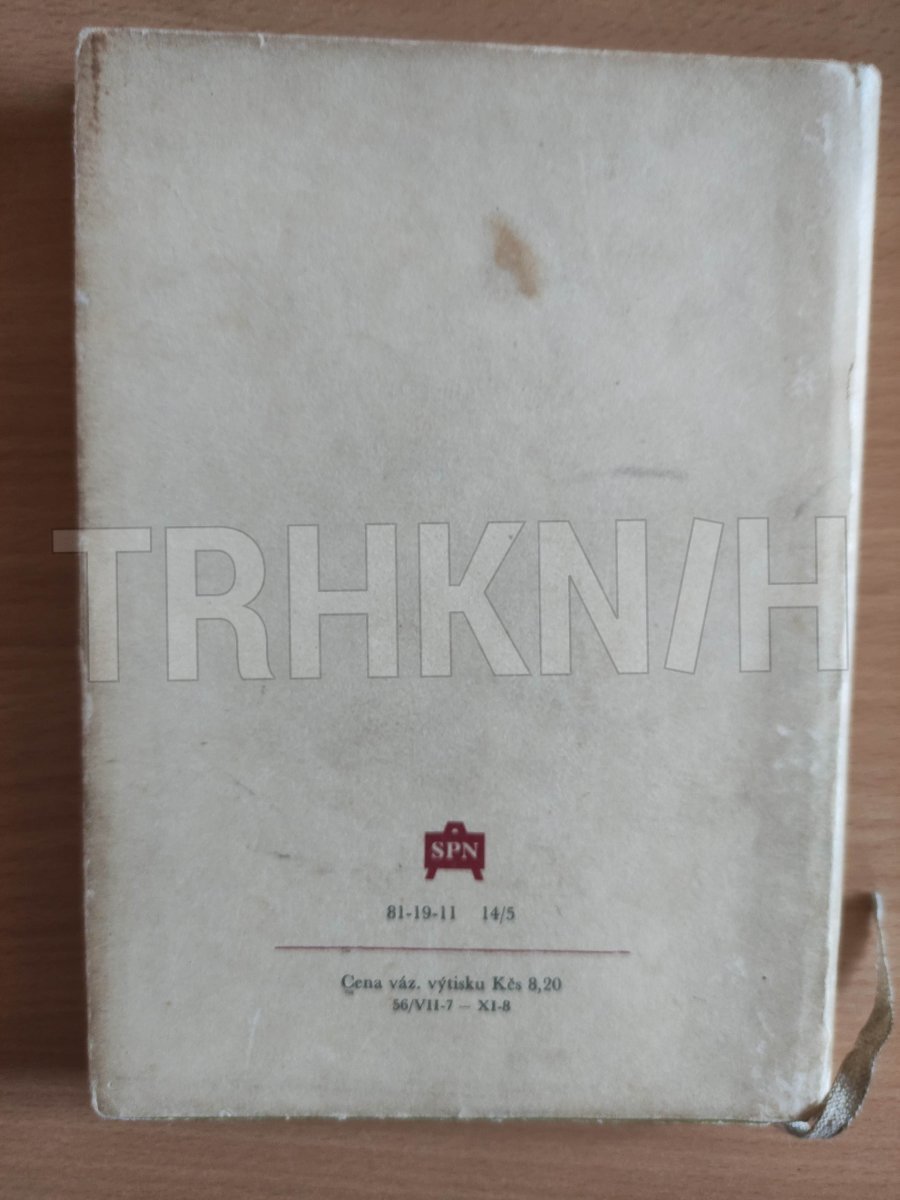 TRHKNIH
SPN
81-19-11 14/5
Cena váz. výtisku Kčs 8,20
56/VII-7 — XI-8